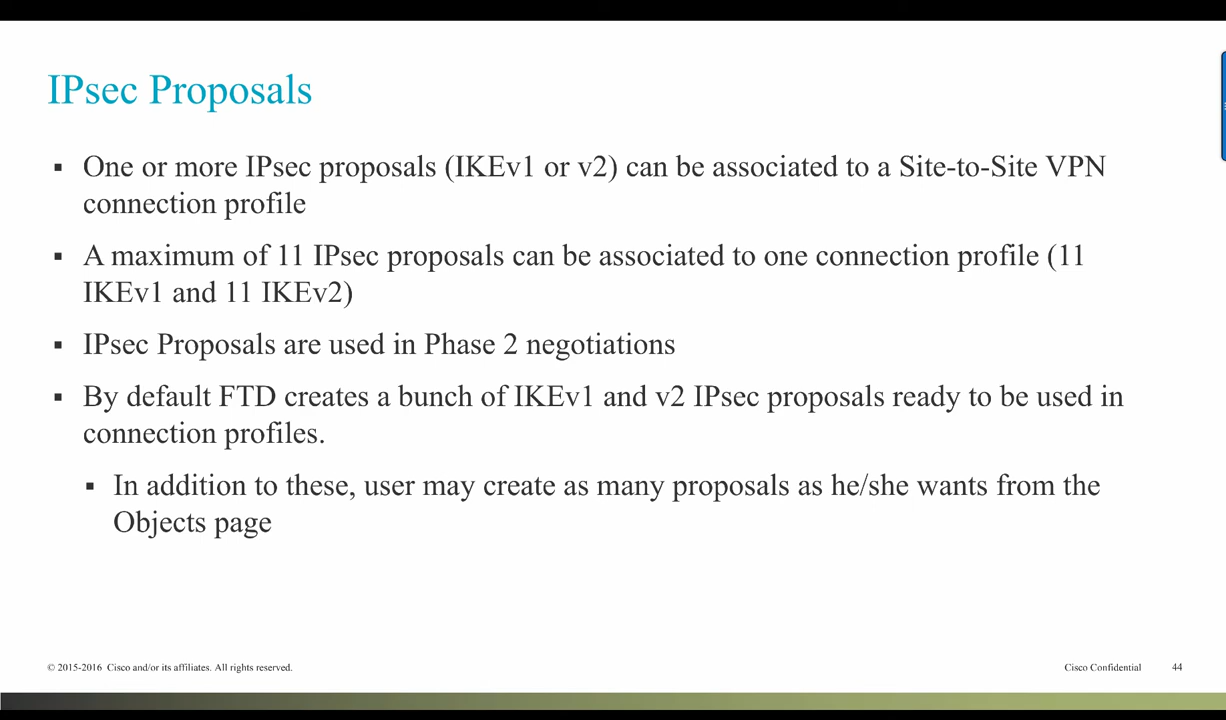 IPsec Proposals
▪ One or more IPsec proposals (IKEv1 or v2) can be associated to a Site-to-Site VPN
connection profile
▪ A maximum of 11 IPsec proposals can be associated to one connection profile (11
IKEv1 and 11 IKEv2)
▪ IPsec Proposals are used in Phase 2 negotiations
▪ By default FTD creates a bunch of IKEv1 and v2 IPsec proposals ready to be used in
connection profiles.
▪ In addition to these, user may create as many proposals as he/she wants from the
Objects page
© 2015-2016 Cisco and/or its affiliates. All rights reserved.
Cisco Confidential 44